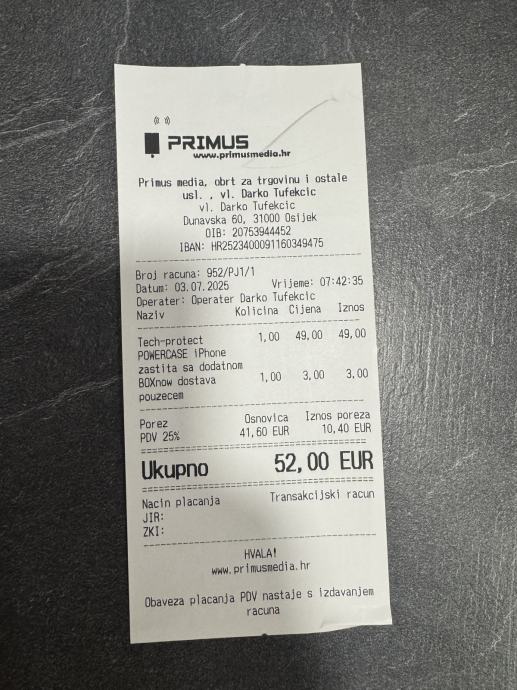 PRIMUS
www.primusmedia.hr
Primus media, obrt za trgovinu i ostale
usl. , vl. Darko Tufekcic
vl. Darko Tufekcic
Dunavska 60, 31000 Osijek
OIB: 20753944452
IBAN: HR2523400091160349475
Broj racuna: 952/PJ1/1
Datum: 03.07.2025 Vrijeme: 07:42:35
Operater: Operater Darko Tufekcic
Naziv Kolicina Cijena Iznos
Tech-protect 1,00 49,00 49,00
POWERCASE iPhone
zastita sa dodatnom
BOXnow dostava 1,00 3,00 3,00
pouzecem
Porez Osnovica Iznos poreza
PDV 25% 41,60 EUR 10,40 EUR
Ukupno 52,00 EUR
Nacin placanja Transakcijski racun
JIR:
ZKI:
HVALA!
www.primusmedia.hr
Obaveza placanja PDV nastaje s izdavanjem
racuna